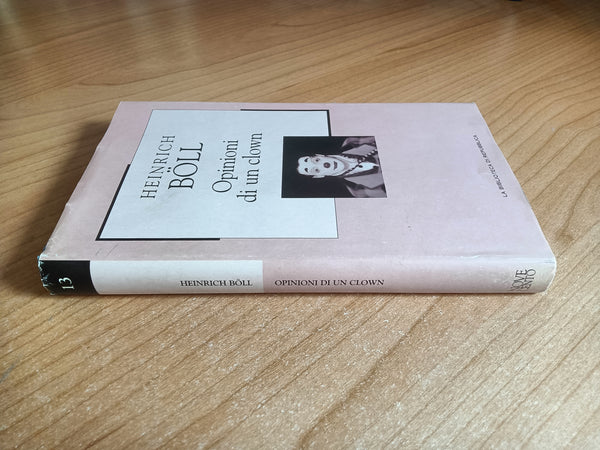 HEINRICH
BÖLL
Opinioni
di un clown
LA BIBLIOTECA DI REPUBBLICA
13
HEINRICH BÖLL
OPINIONI DI UN CLOWN
NOVE
CENTO